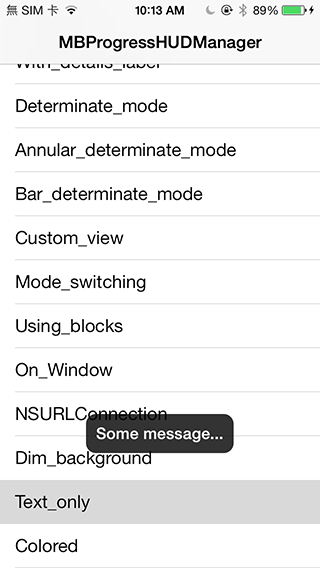 無 SIM 卡 10:13 AM 89%
MBProgressHUDManager
With_details_label
Determinate_mode
Annular_determinate_mode
Bar_determinate_mode
Custom_view
Mode_switching
Using_blocks
On_Window
NSURLConnection
Some message...
Dim_background
Text_only
Colored